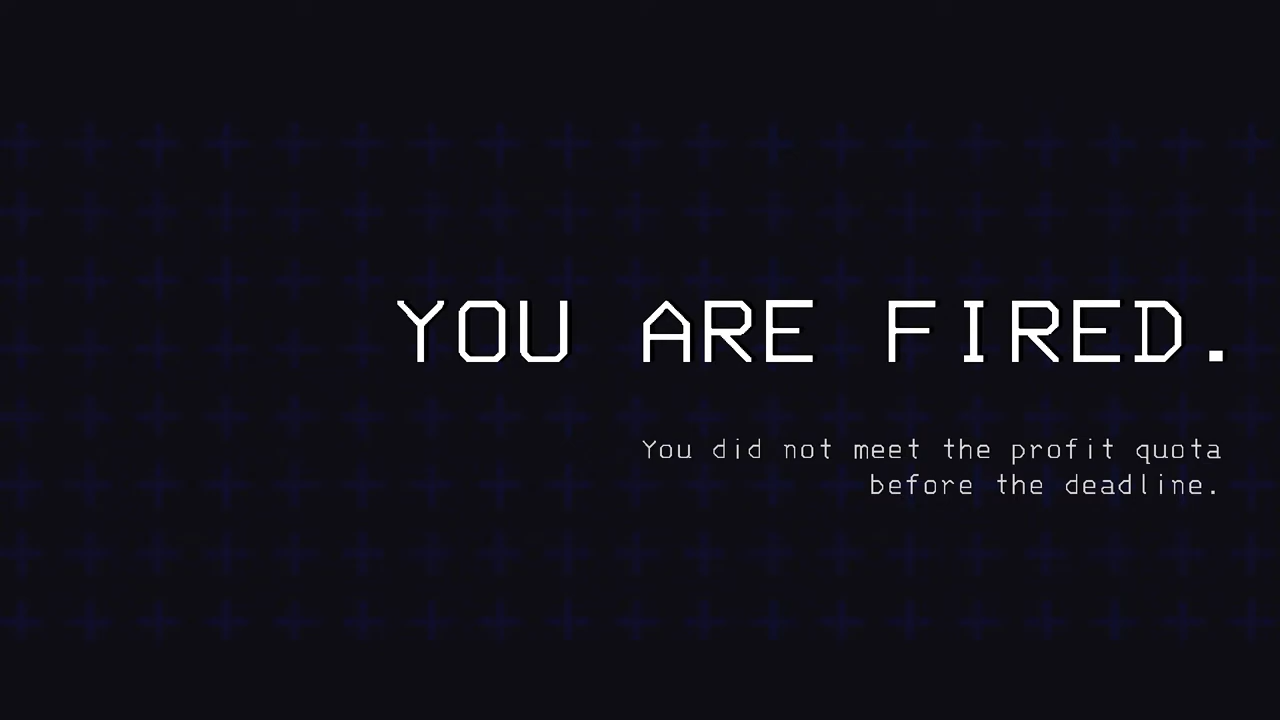 YOU ARE FIRED.
You did not meet the profit quota
before the deadline.